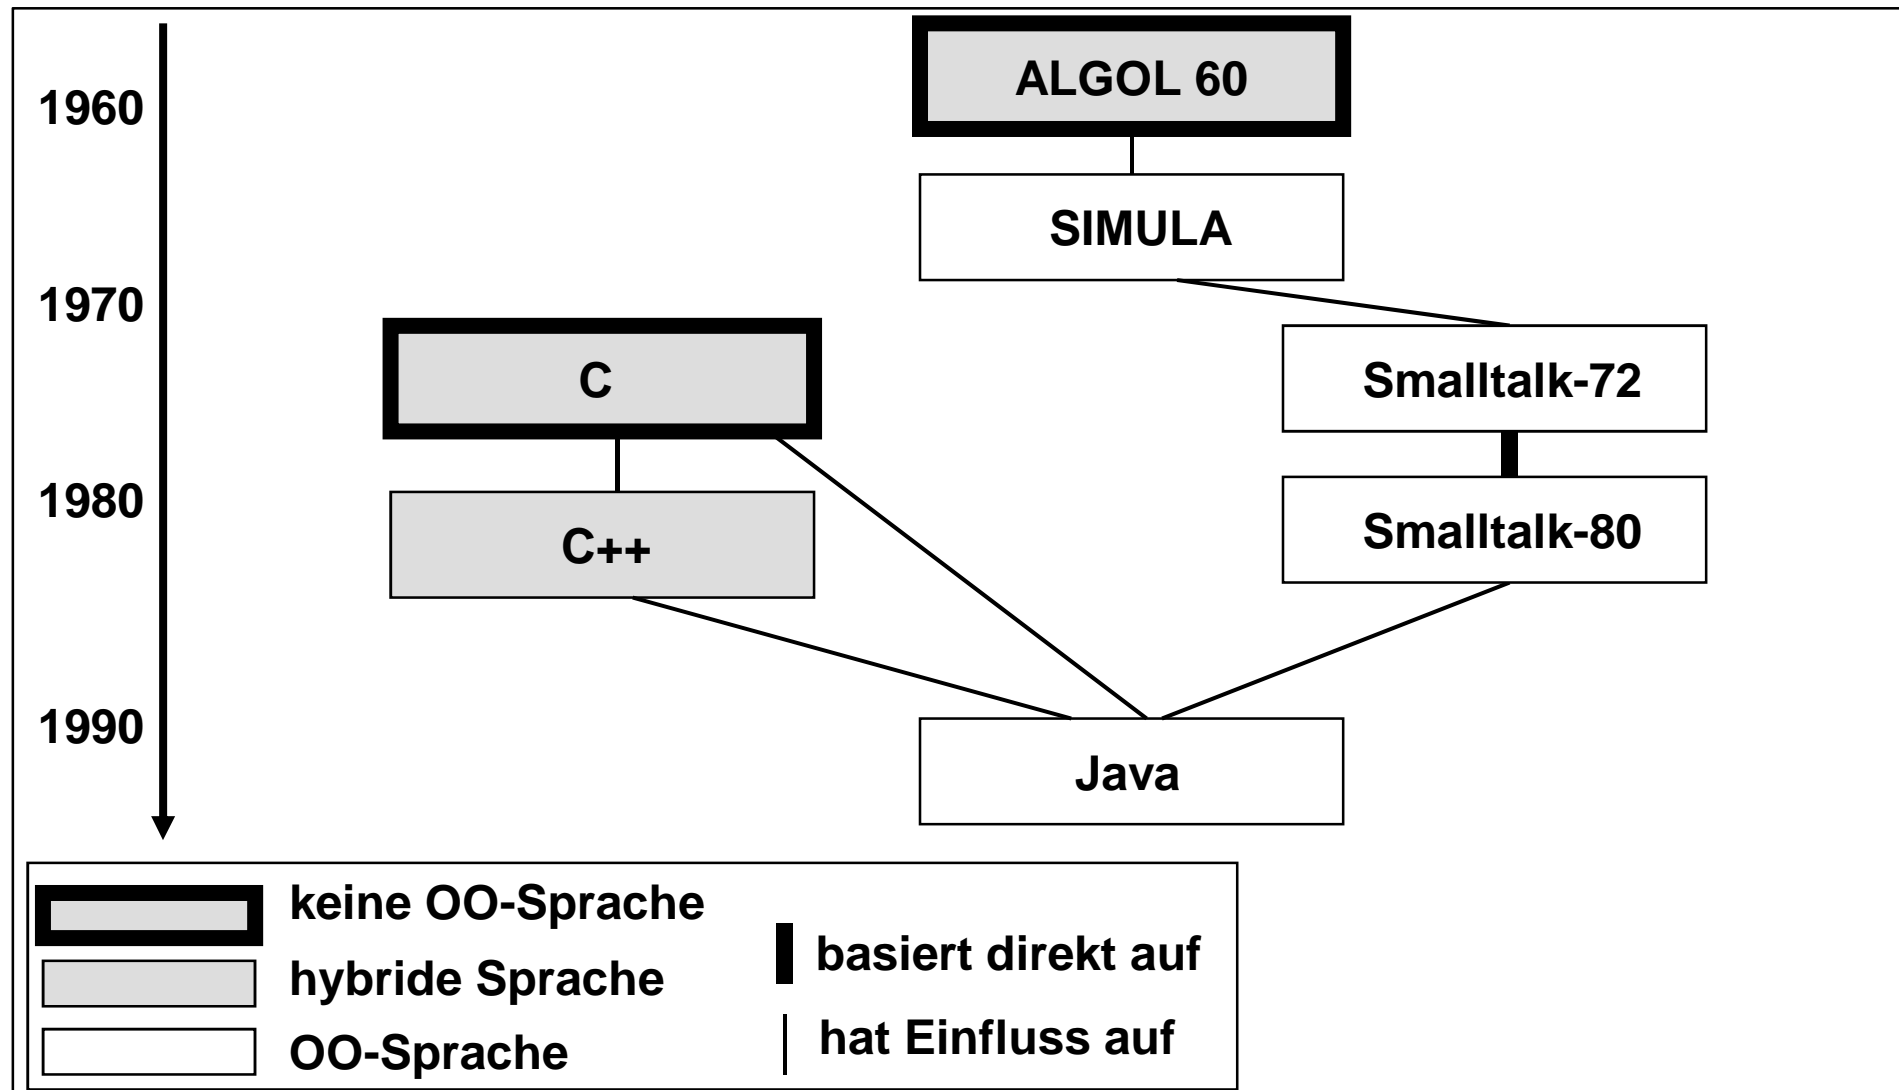 ALGOL 60
1960
SIMULA
1970
C
Smalltalk-72
1980
C++
Smalltalk-80
1990
Java
keine OO-Sprache
hybride Sprache
OO-Sprache
basiert direkt auf
hat Einfluss auf